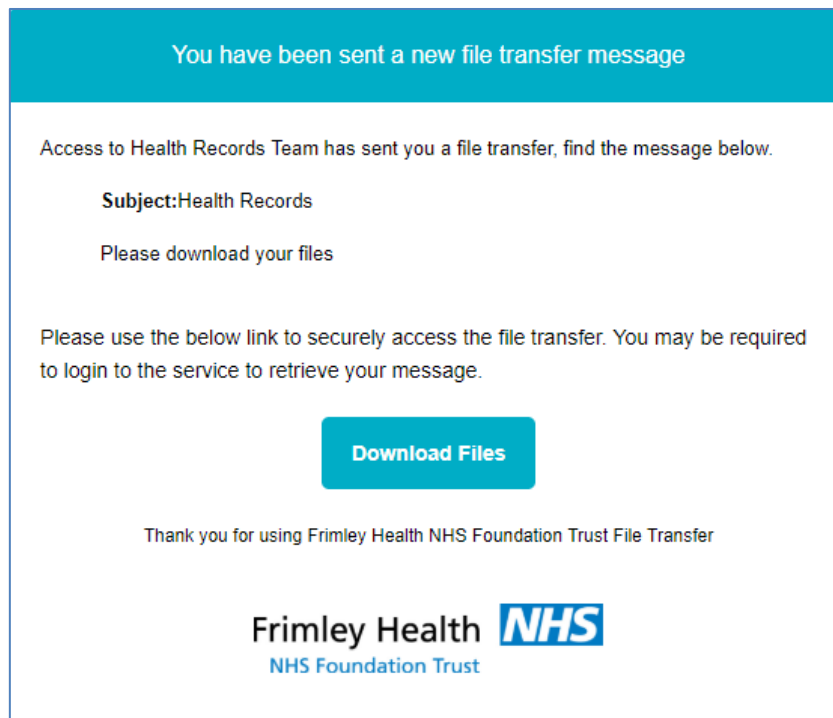 You have been sent a new file transfer message
Access to Health Records Team has sent you a file transfer, find the message below.
Subject:Health Records
Please download your files
Please use the below link to securely access the file transfer. You may be required
to login to the service to retrieve your message.
Download Files
Thank you for using Frimley Health NHS Foundation Trust File Transfer
Frimley Health NHS
NHS Foundation Trust